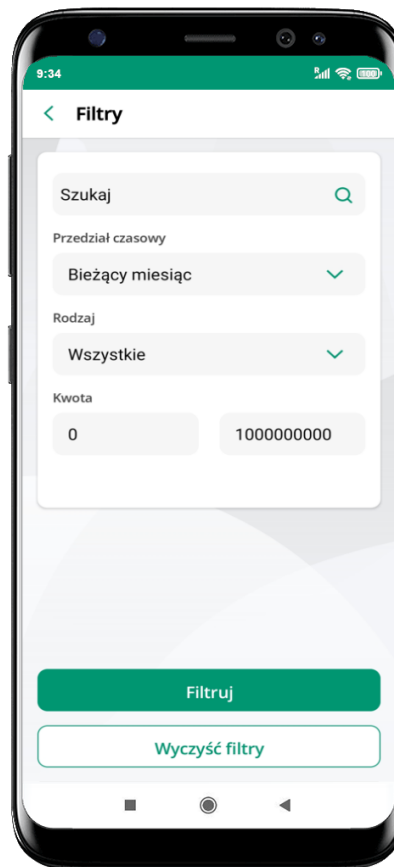 9:34
Filtry
Szukaj
Przedział czasowy
Bieżący miesiąc
Rodzaj
Wszystkie
Kwota
0 1000000000
Filtruj
Wyczyść filtry